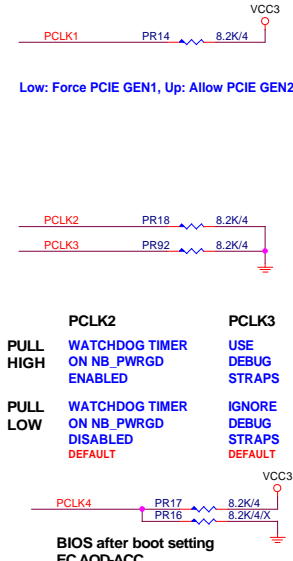 VCC3
PCLK1 PR14 8.2K/4
Low: Force PCIE GEN1, Up: Allow PCIE GEN2
PCLK2 PR18 8.2K/4
PCLK3 PR92 8.2K/4
PCLK2 PCLK3
PULL HIGH WATCHDOG TIMER ON NB_PWRGD ENABLED USE DEBUG STRAPS
PULL LOW WATCHDOG TIMER ON NB_PWRGD DISABLED DEFAULT IGNORE DEBUG STRAPS DEFAULT
VCC3
PCLK4 PR17 8.2K/4
PR16 8.2K/4/X
BIOS after boot setting
EC AOD-ACC